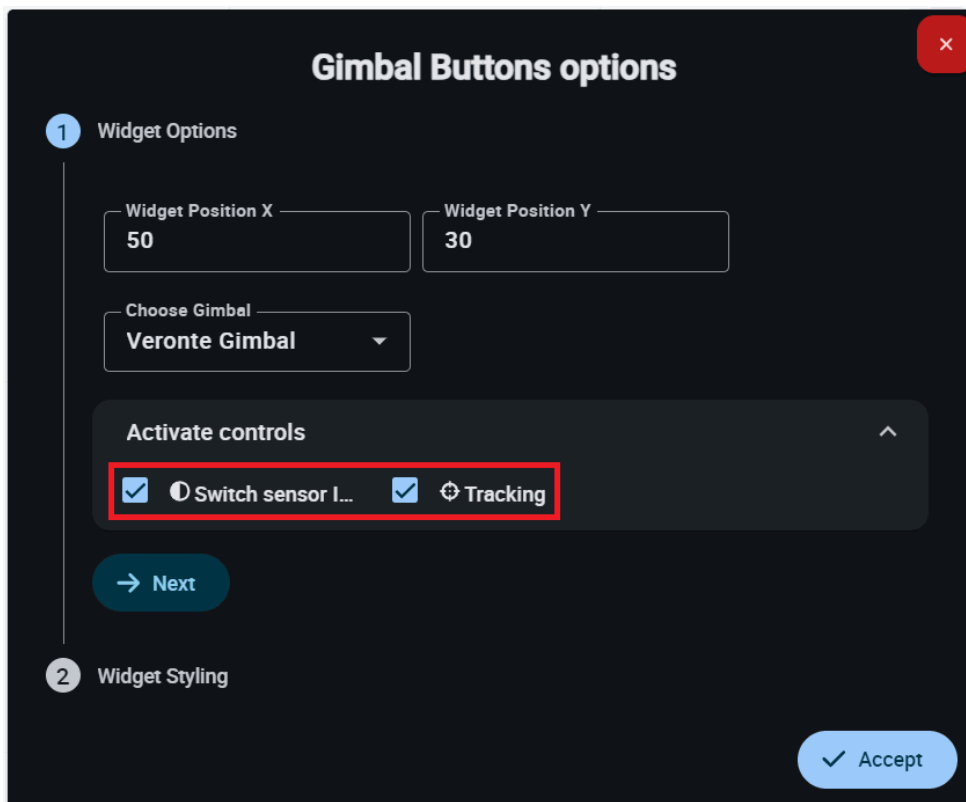 Gimbal Buttons options
1 Widget Options
Widget Position X
50
Widget Position Y
30
Choose Gimbal
Veronte Gimbal
Activate controls
Switch sensor I...
Tracking
Next
2 Widget Styling
Accept